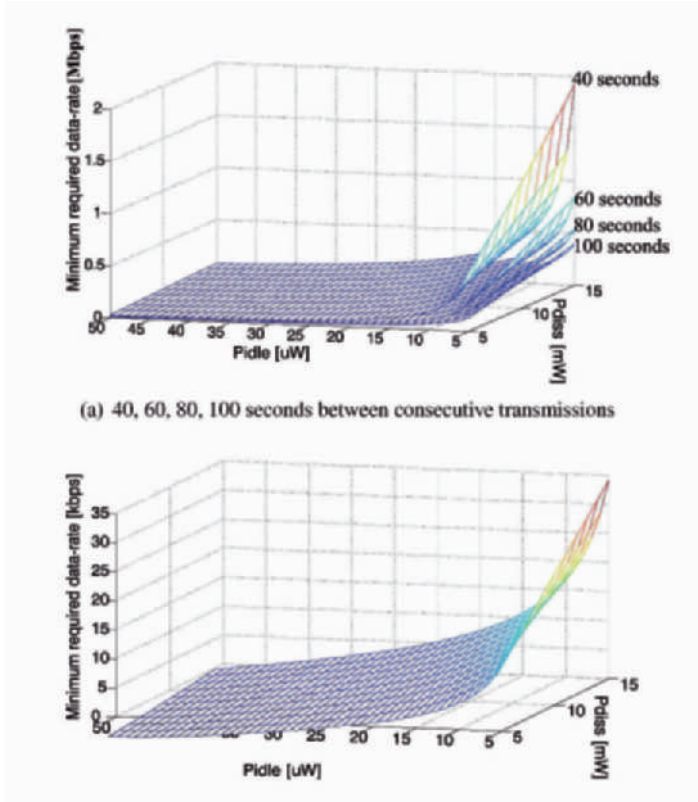 Minimum required data-rate[Mbps]
2
1.5
1
0.5
0
50 45 40 35 30 25 20 15 10 5
Pidle [uW]
5 10 15
Pdiss [mW]
40 seconds
60 seconds
80 seconds
100 seconds
(a) 40, 60, 80, 100 seconds between consecutive transmissions
Minimum required data-rate [kbps]
35
30
25
20
15
10
5
0
50 30 25 20 15 10 5
Pidle [uW]
5 10 15
Pdiss [mW]